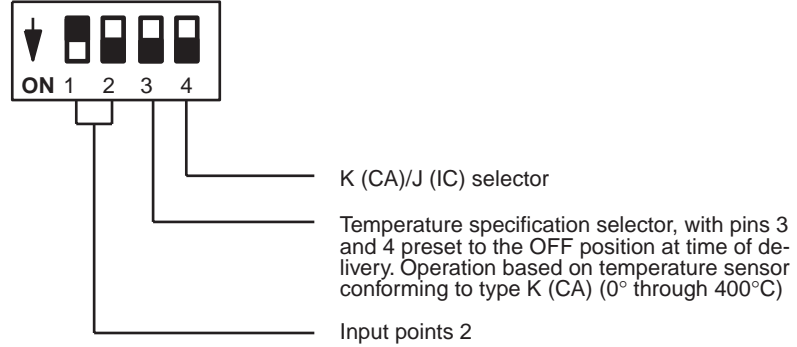 ON 1 2 3 4
K (CA)/J (IC) selector
Temperature specification selector, with pins 3
and 4 preset to the OFF position at time of de-
livery. Operation based on temperature sensor
conforming to type K (CA) (0° through 400°C)
Input points 2